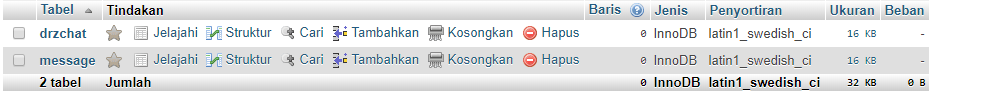 Tabel Tindakan Baris Jenis Penyortiran Ukuran Beban
drzchat Jelajahi Struktur Cari Tambahkan Kosongkan Hapus 0 InnoDB latin1_swedish_ci 16 KB -
message Jelajahi Struktur Cari Tambahkan Kosongkan Hapus 0 InnoDB latin1_swedish_ci 16 KB -
2 tabel Jumlah 0 InnoDB latin1_swedish_ci 32 KB 0 B